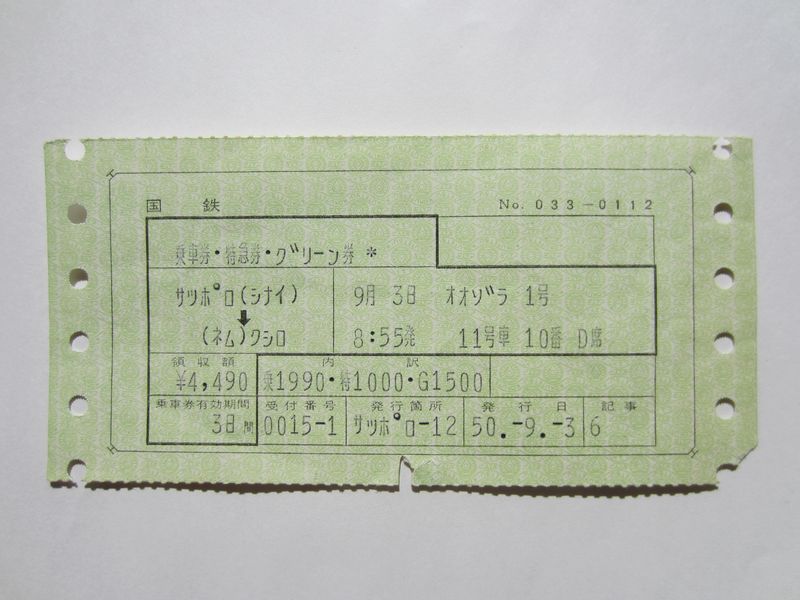 国鉄 No. 033-0112
乗車券・特急券・グリーン券 *
サツポロ(シナイ) 9月 3日 オオゾラ 1号
⬇
(ネム)クシロ 8:55発 11号車 10番 D席
領収額 内訳
¥4,490 乗1990・特1000・G1500
乗車券有効期間 受付番号 発行箇所 発行日 記事
3日間 0015-1 サツポロ-12 50.-9.-3 6